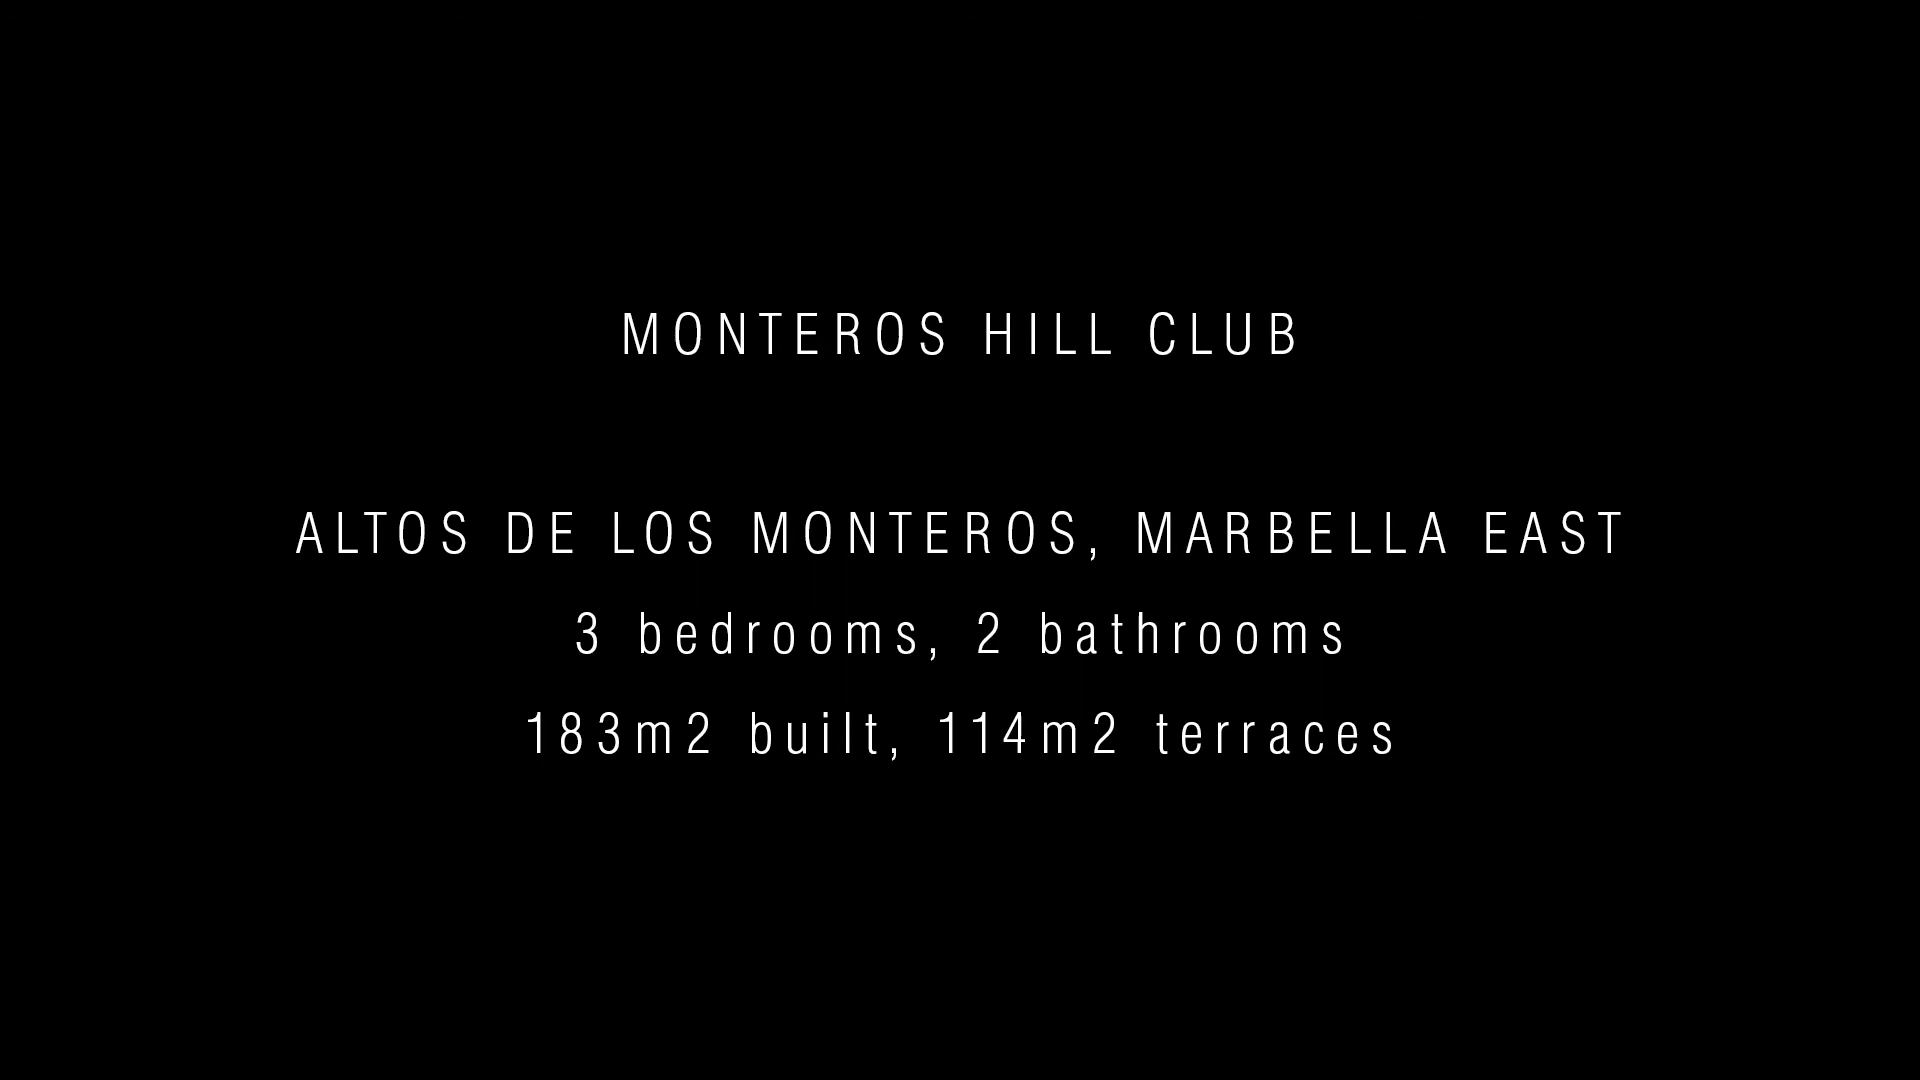 MONTEROS HILL CLUB
ALTOS DE LOS MONTEROS, MARBELLA EAST
3 bedrooms, 2 bathrooms
183m2 built, 114m2 terraces